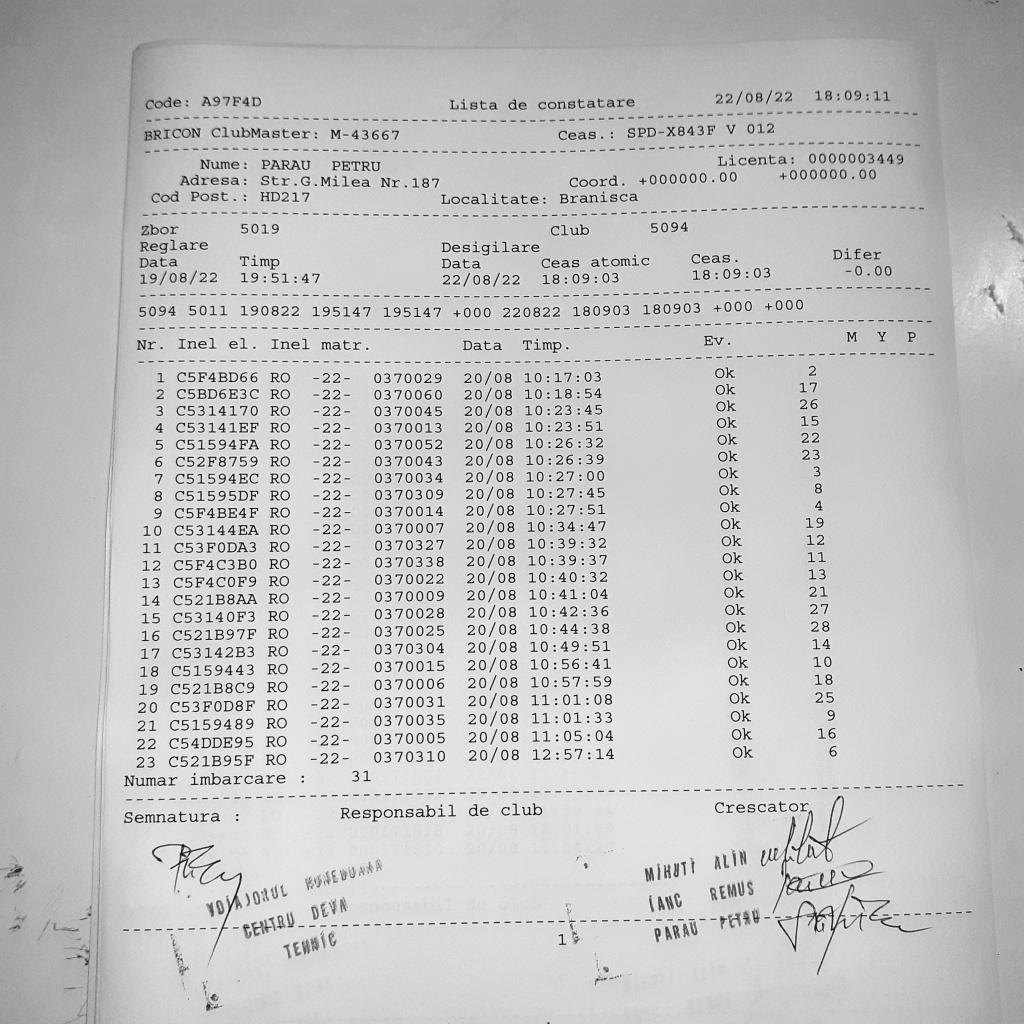 Code: A97F4D Lista de constatare 22/08/22 18:09:11
BRICON ClubMaster: M-43667 Ceas.: SPD-X843F V 012
Nume: PARAU PETRU Licenta: 0000003449
Adresa: Str.G.Milea Nr.187 Coord. +000000.00 +000000.00
Cod Post.: HD217 Localitate: Branisca
Zbor 5019 Club 5094
Reglare Desigilare
Data Timp Data Ceas atomic Ceas. Difer
19/08/22 19:51:47 22/08/22 18:09:03 18:09:03 -0.00
5094 5011 190822 195147 195147 +000 220822 180903 180903 +000 +000
Nr. Inel el. Inel matr. Data Timp. Ev. M Y P
1 C5F4BD66 RO -22- 0370029 20/08 10:17:03 Ok 2
2 C5BD6E3C RO -22- 0370060 20/08 10:18:54 Ok 17
3 C5314170 RO -22- 0370045 20/08 10:23:45 Ok 26
4 C53141EF RO -22- 0370013 20/08 10:23:51 Ok 15
5 C51594FA RO -22- 0370052 20/08 10:26:32 Ok 22
6 C52F8759 RO -22- 0370043 20/08 10:26:39 Ok 23
7 C51594EC RO -22- 0370034 20/08 10:27:00 Ok 3
8 C51595DF RO -22- 0370309 20/08 10:27:45 Ok 8
9 C5F4BE4F RO -22- 0370014 20/08 10:27:51 Ok 4
10 C53144EA RO -22- 0370007 20/08 10:34:47 Ok 19
11 C53F0DA3 RO -22- 0370327 20/08 10:39:32 Ok 12
12 C5F4C3B0 RO -22- 0370338 20/08 10:39:37 Ok 11
13 C5F4C0F9 RO -22- 0370022 20/08 10:40:32 Ok 13
14 C521B8AA RO -22- 0370009 20/08 10:41:04 Ok 21
15 C53140F3 RO -22- 0370028 20/08 10:42:36 Ok 27
16 C521B97F RO -22- 0370025 20/08 10:44:38 Ok 28
17 C53142B3 RO -22- 0370304 20/08 10:49:51 Ok 14
18 C5159443 RO -22- 0370015 20/08 10:56:41 Ok 10
19 C521B8C9 RO -22- 0370006 20/08 10:57:59 Ok 18
20 C53F0D8F RO -22- 0370031 20/08 11:01:08 Ok 25
21 C5159489 RO -22- 0370035 20/08 11:01:33 Ok 9
22 C54DDE95 RO -22- 0370005 20/08 11:05:04 Ok 16
23 C521B95F RO -22- 0370310 20/08 12:57:14 Ok 6
Numar imbarcare : 31
Semnatura : Responsabil de club Crescator
VOIAJORUL HUNEDOARA
CENTRU DEVA
TEHNIC
MIHUTI ALIN
IANC REMUS
PARAU PETRU
1